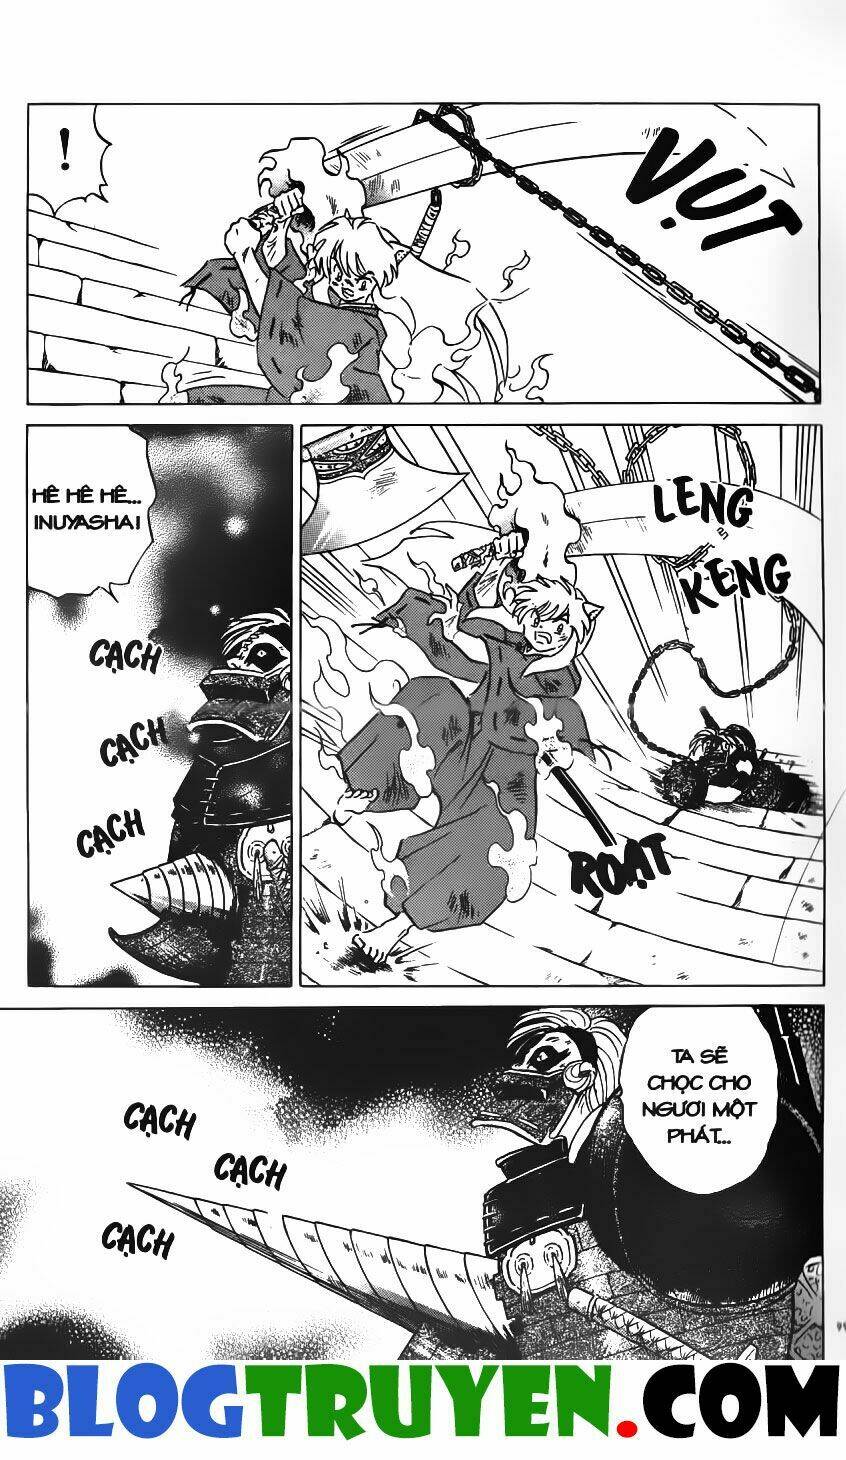 !
VỤT
HÊ HÊ HÊ...
INUYASHA!
CẠCH
CẠCH
CẠCH
LENG
KENG
ROẠT
TA SẼ
CHỌC CHO
NGƯƠI MỘT
PHÁT...
CẠCH
CẠCH
CẠCH
BLOGTRUYEN.COM